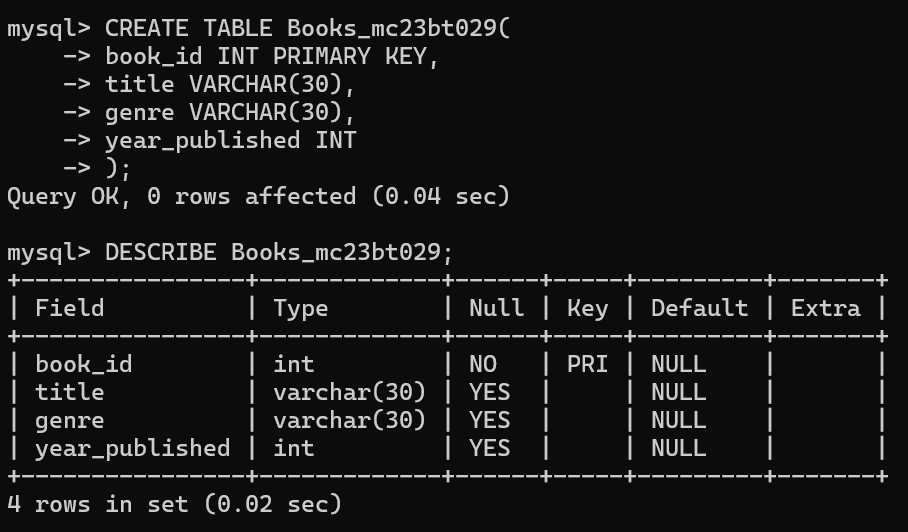 mysql> CREATE TABLE Books_mc23bt029(
    -> book_id INT PRIMARY KEY,
    -> title VARCHAR(30),
    -> genre VARCHAR(30),
    -> year_published INT
    -> );
Query OK, 0 rows affected (0.04 sec)

mysql> DESCRIBE Books_mc23bt029;
+----------------+-------------+------+-----+---------+-------+
| Field          | Type        | Null | Key | Default | Extra |
+----------------+-------------+------+-----+---------+-------+
| book_id        | int         | NO   | PRI | NULL    |       |
| title          | varchar(30) | YES  |     | NULL    |       |
| genre          | varchar(30) | YES  |     | NULL    |       |
| year_published | int         | YES  |     | NULL    |       |
+----------------+-------------+------+-----+---------+-------+
4 rows in set (0.02 sec)